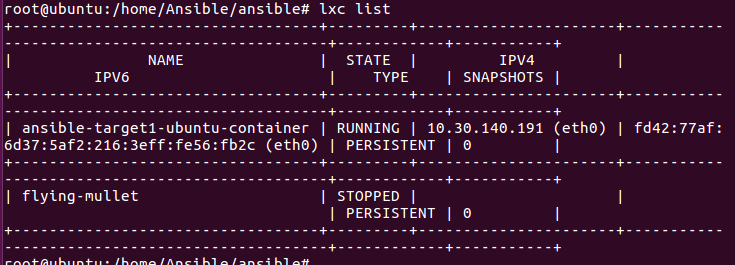 root@ubuntu:/home/Ansible/ansible# lxc list
+-----------------------------------+---------+----------------------+-----------
------------------------------------+------------+-----------+
|                NAME               |  STATE  |         IPV4         |
          IPV6                      |    TYPE    | SNAPSHOTS |
+-----------------------------------+---------+----------------------+-----------
------------------------------------+------------+-----------+
| ansible-target1-ubuntu-container | RUNNING | 10.30.140.191 (eth0) | fd42:77af:
6d37:5af2:216:3eff:fe56:fb2c (eth0) | PERSISTENT | 0         |
+-----------------------------------+---------+----------------------+-----------
------------------------------------+------------+-----------+
| flying-mullet                     | STOPPED |                      |
                                    | PERSISTENT | 0         |
+-----------------------------------+---------+----------------------+-----------
------------------------------------+------------+-----------+
root@ubuntu:/home/Ansible/ansible#